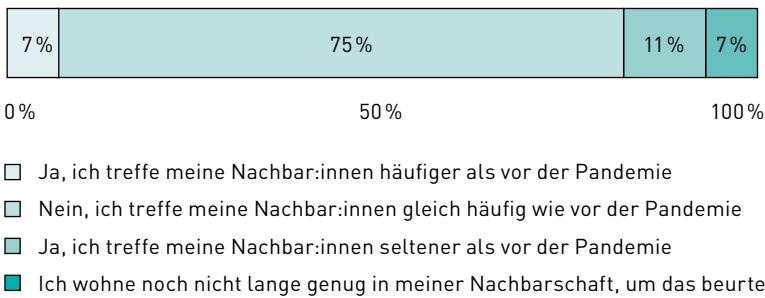 7 % 75 % 11 % 7 %
0 % 50 % 100 %
Ja, ich treffe meine Nachbar:innen häufiger als vor der Pandemie
Nein, ich treffe meine Nachbar:innen gleich häufig wie vor der Pandemie
Ja, ich treffe meine Nachbar:innen seltener als vor der Pandemie
Ich wohne noch nicht lange genug in meiner Nachbarschaft, um das beurte